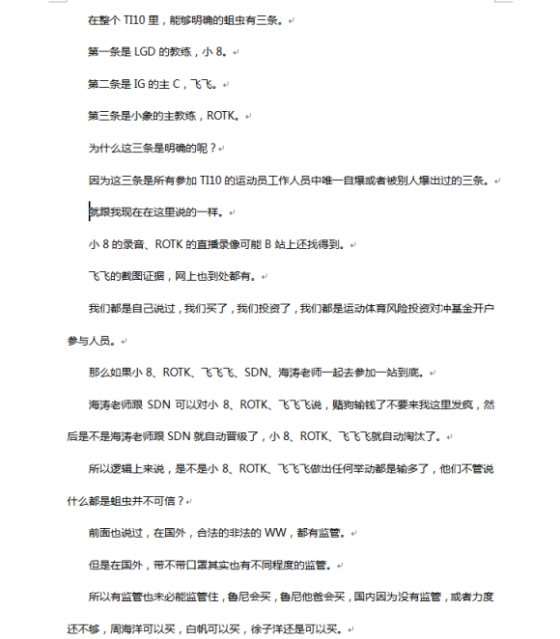 在整个 TI10 里，能够明确的蛆虫有三条。
第一条是 LGD 的教练，小 8。
第二条是 IG 的主 C，飞飞。
第三条是小象的主教练，ROTK。
为什么这三条是明确的呢？
因为这三条是所有参加 TI10 的运动员工作人员中唯一自爆或者被别人爆出过的三条。
就跟我现在在这里说的一样。
小 8 的录音、ROTK 的直播录像可能 B 站上还找得到。
飞飞的截图证据，网上也到处都有。
我们都是自己说过，我们买了，我们投资了，我们都是运动体育风险投资对冲基金开户
参与人员。
那么如果小 8、ROTK、飞飞飞、SDN、海涛老师一起去参加一站到底。
海涛老师跟 SDN 可以对小 8、ROTK、飞飞飞说，赌狗输钱了不要来我这里发疯，然
后是不是海涛老师跟 SDN 就自动晋级了，小 8、ROTK、飞飞飞就自动淘汰了。
所以逻辑上来说，是不是小 8、ROTK、飞飞飞做出任何举动都是输多了，他们不管说
什么都是蛆虫并不可信？
前面也说过，在国外，合法的非法的 WW，都有监管。
但是在国外，带不带口罩其实也有不同程度的监管。
所以有监管也未必能监管住，鲁尼会买，鲁尼他爸会买，国内因为没有监管，或者力度
还不够，周海洋可以买，白帆可以买，徐子洋还是可以买。